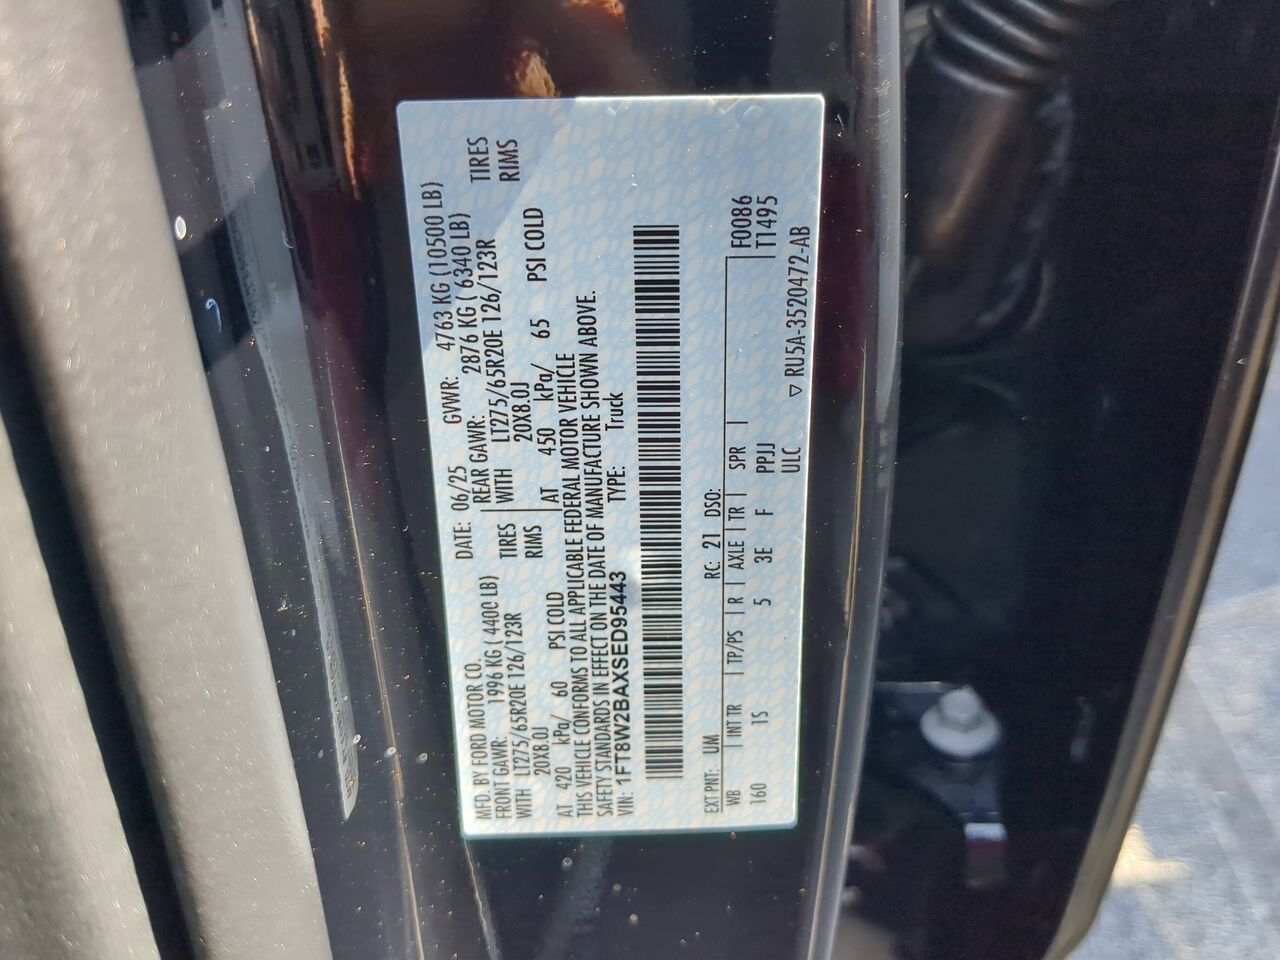 MFD. BY FORD MOTOR CO.
DATE: 06/25 GVWR: 4763 KG (10500 LB)
FRONT GAWR: 1996 KG ( 4400 LB) REAR GAWR: 2876 KG ( 6340 LB)
WITH LT275/65R20E 126/123R TIRES WITH LT275/65R20E 126/123R TIRES
20X8.0J RIMS 20X8.0J RIMS
AT 420 kPa/ 60 PSI COLD AT 450 kPa/ 65 PSI COLD
THIS VEHICLE CONFORMS TO ALL APPLICABLE FEDERAL MOTOR VEHICLE
SAFETY STANDARDS IN EFFECT ON THE DATE OF MANUFACTURE SHOWN ABOVE.
VIN: 1FT8W2BAXSED95443 TYPE: Truck
EXT PNT: UM RC: 21 DSO: F0086
WB INT TR TP/PS R AXLE TR SPR T1495
160 1S 5 3E F PPJJ
ULC ▽ RU5A-3520472-AB